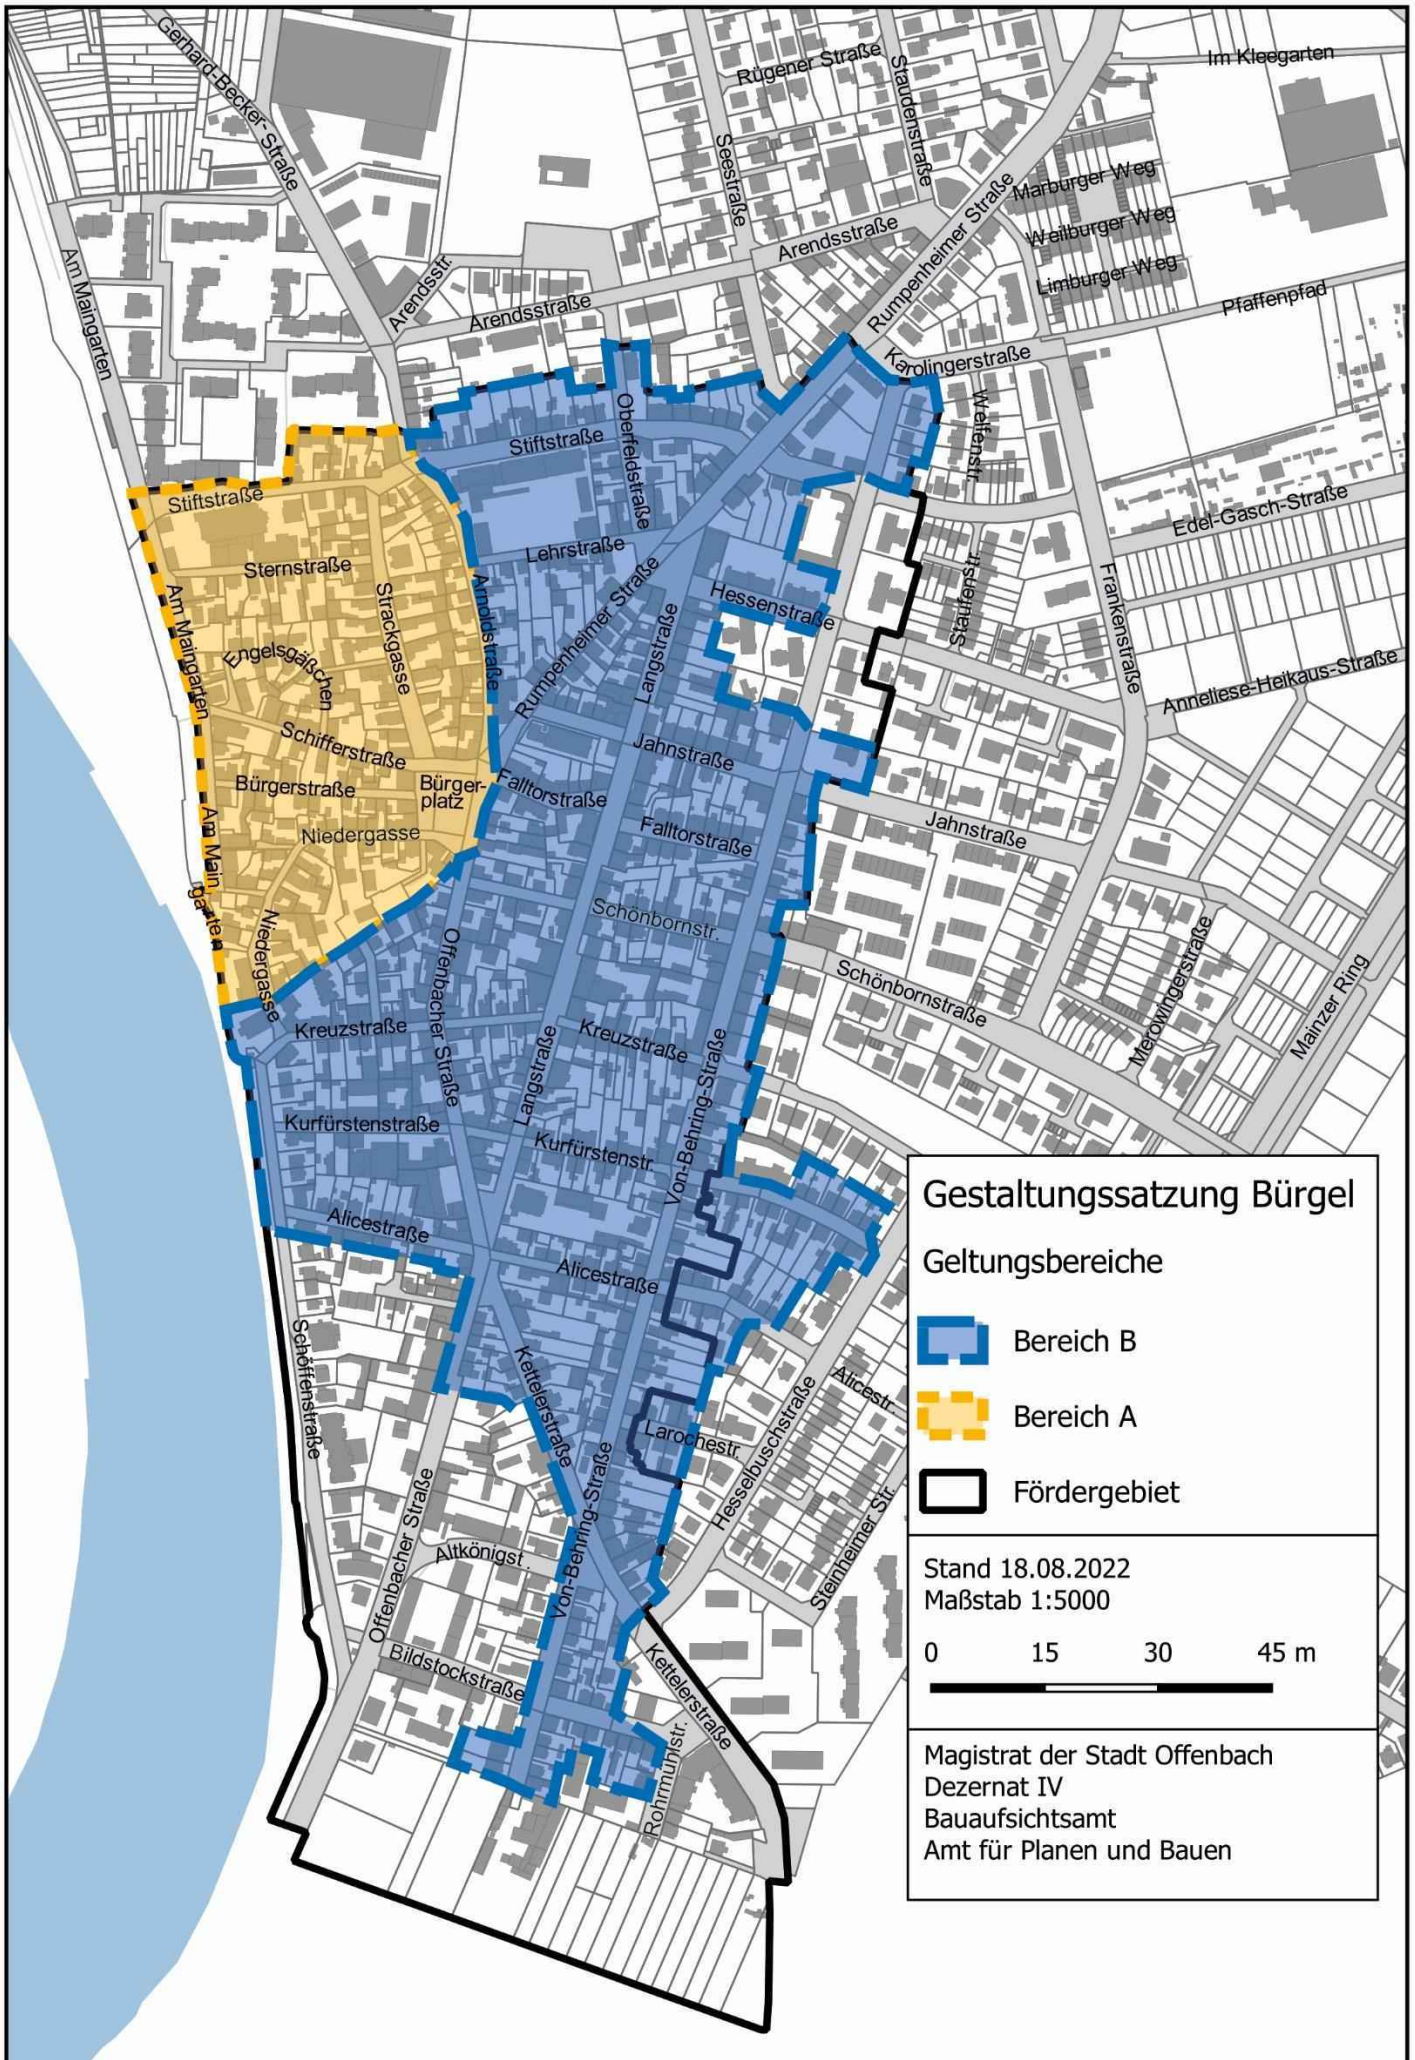 Gerhard-Becker-Straße
Rügener Straße
Staudenstraße
Im Kleegarten
Seestraße
Marburger Weg
Weilburger Weg
Limburger Weg
Am Maingarten
Arendsstr.
Arendsstraße
Arendsstraße
Rumpenheimer Straße
Pfaffenpfad
Karolingerstraße
Welfenstr.
Stiftstraße
Oberfeldstraße
Stiftstraße
Edel-Gasch-Straße
Lehrstraße
Sternstraße
Strackgasse
Arnoldstraße
Am Maingarten
Engelsgäßchen
Rumpenheimer Straße
Langstraße
Hessenstraße
Staufenstr.
Frankenstraße
Anneliese-Heikaus-Straße
Schifferstraße
Jahnstraße
Bürgerstraße
Bürger-
platz
Falltorstraße
Falltorstraße
Jahnstraße
Niedergasse
Am Main
garten
Niedergasse
Offenbacher Straße
Schönbornstr.
Schönbornstraße
Merowingerstraße
Mainzer Ring
Kreuzstraße
Kreuzstraße
Langstraße
Von-Behring-Straße
Kurfürstenstraße
Kurfürstenstr.
Alicestraße
Alicestraße
Schöffenstraße
Kettelerstraße
Larochestr.
Hesselbuschstraße
Alicestr.
Steinheimer Str.
Offenbacher Straße
Altkönigst.
Von-Behring-Straße
Bildstockstraße
Kettelerstraße
Rohrmühlstr.
Gestaltungssatzung Bürgel
Geltungsbereiche
Bereich B
Bereich A
Fördergebiet
Stand 18.08.2022
Maßstab 1:5000
0 15 30 45 m
Magistrat der Stadt Offenbach
Dezernat IV
Bauaufsichtsamt
Amt für Planen und Bauen